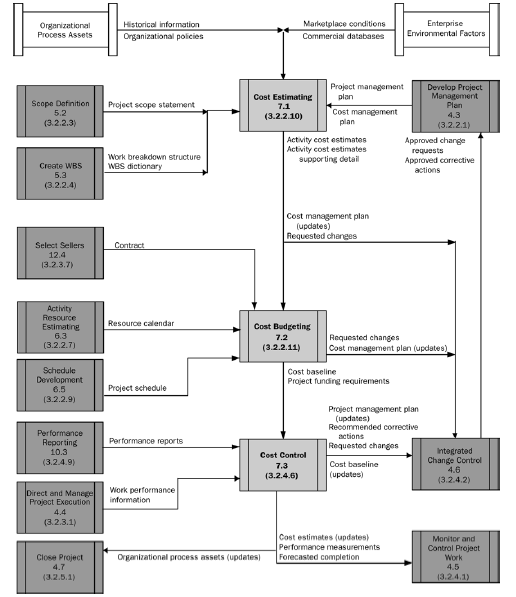 Organizational
Process Assets
Historical information
Organizational policies
Marketplace conditions
Commercial databases
Enterprise
Environmental Factors
Scope Definition
5.2
(3.2.2.3)
Project scope statement
Cost Estimating
7.1
(3.2.2.10)
Project management
plan
Cost management
plan
Develop Project
Management
Plan
4.3
(3.2.2.1)
Create WBS
5.3
(3.2.2.4)
Work breakdown structure
WBS dictionary
Activity cost estimates
Activity cost estimates
supporting detail
Approved change
requests
Approved corrective
actions
Cost management plan
(updates)
Requested changes
Select Sellers
12.4
(3.2.3.7)
Contract
Activity
Resource
Estimating
6.3
(3.2.2.7)
Resource calendar
Cost Budgeting
7.2
(3.2.2.11)
Requested changes
Cost management plan (updates)
Schedule
Development
6.5
(3.2.2.9)
Project schedule
Cost baseline
Project funding requirements
Performance
Reporting
10.3
(3.2.4.9)
Performance reports
Cost Control
7.3
(3.2.4.6)
Project management plan
(updates)
Recommended corrective
actions
Requested changes
Cost baseline
(updates)
Integrated
Change Control
4.6
(3.2.4.2)
Direct and Manage
Project Execution
4.4
(3.2.3.1)
Work performance
information
Close Project
4.7
(3.2.5.1)
Organizational process assets (updates)
Cost estimates (updates)
Performance measurements
Forecasted completion
Monitor and
Control Project
Work
4.5
(3.2.4.1)